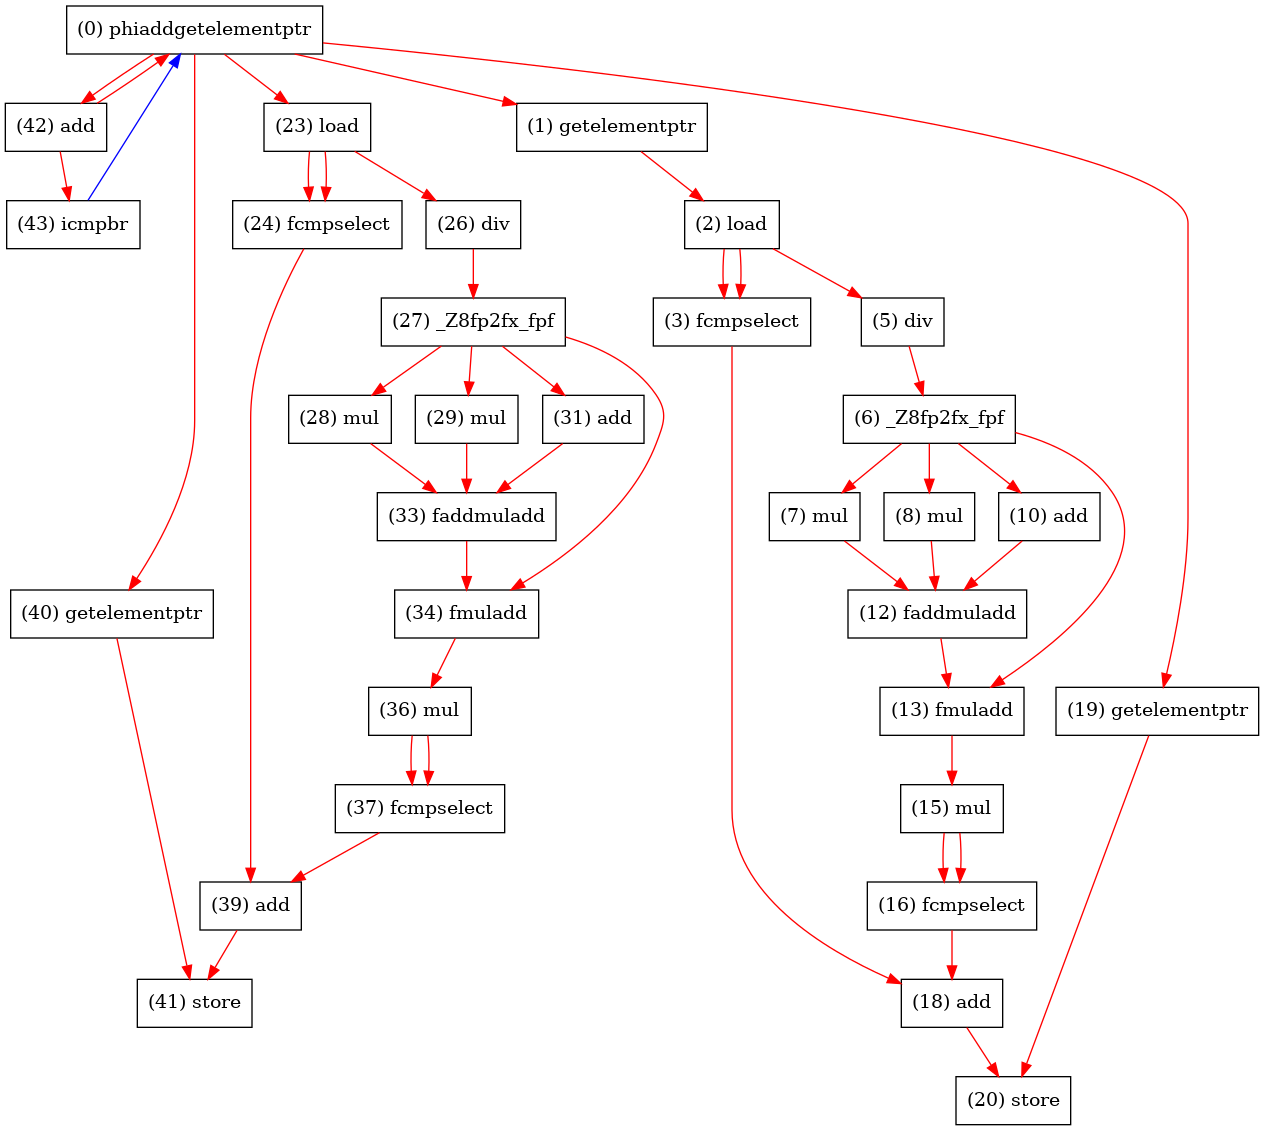 (0) phiaddgetelementptr
(42) add
(23) load
(1) getelementptr
(43) icmpbr
(24) fcmpselect
(26) div
(2) load
(27) _Z8fp2fx_fpf
(3) fcmpselect
(5) div
(28) mul
(29) mul
(31) add
(6) _Z8fp2fx_fpf
(33) faddmuladd
(7) mul
(8) mul
(10) add
(40) getelementptr
(34) fmuladd
(12) faddmuladd
(36) mul
(13) fmuladd
(19) getelementptr
(37) fcmpselect
(15) mul
(39) add
(16) fcmpselect
(41) store
(18) add
(20) store